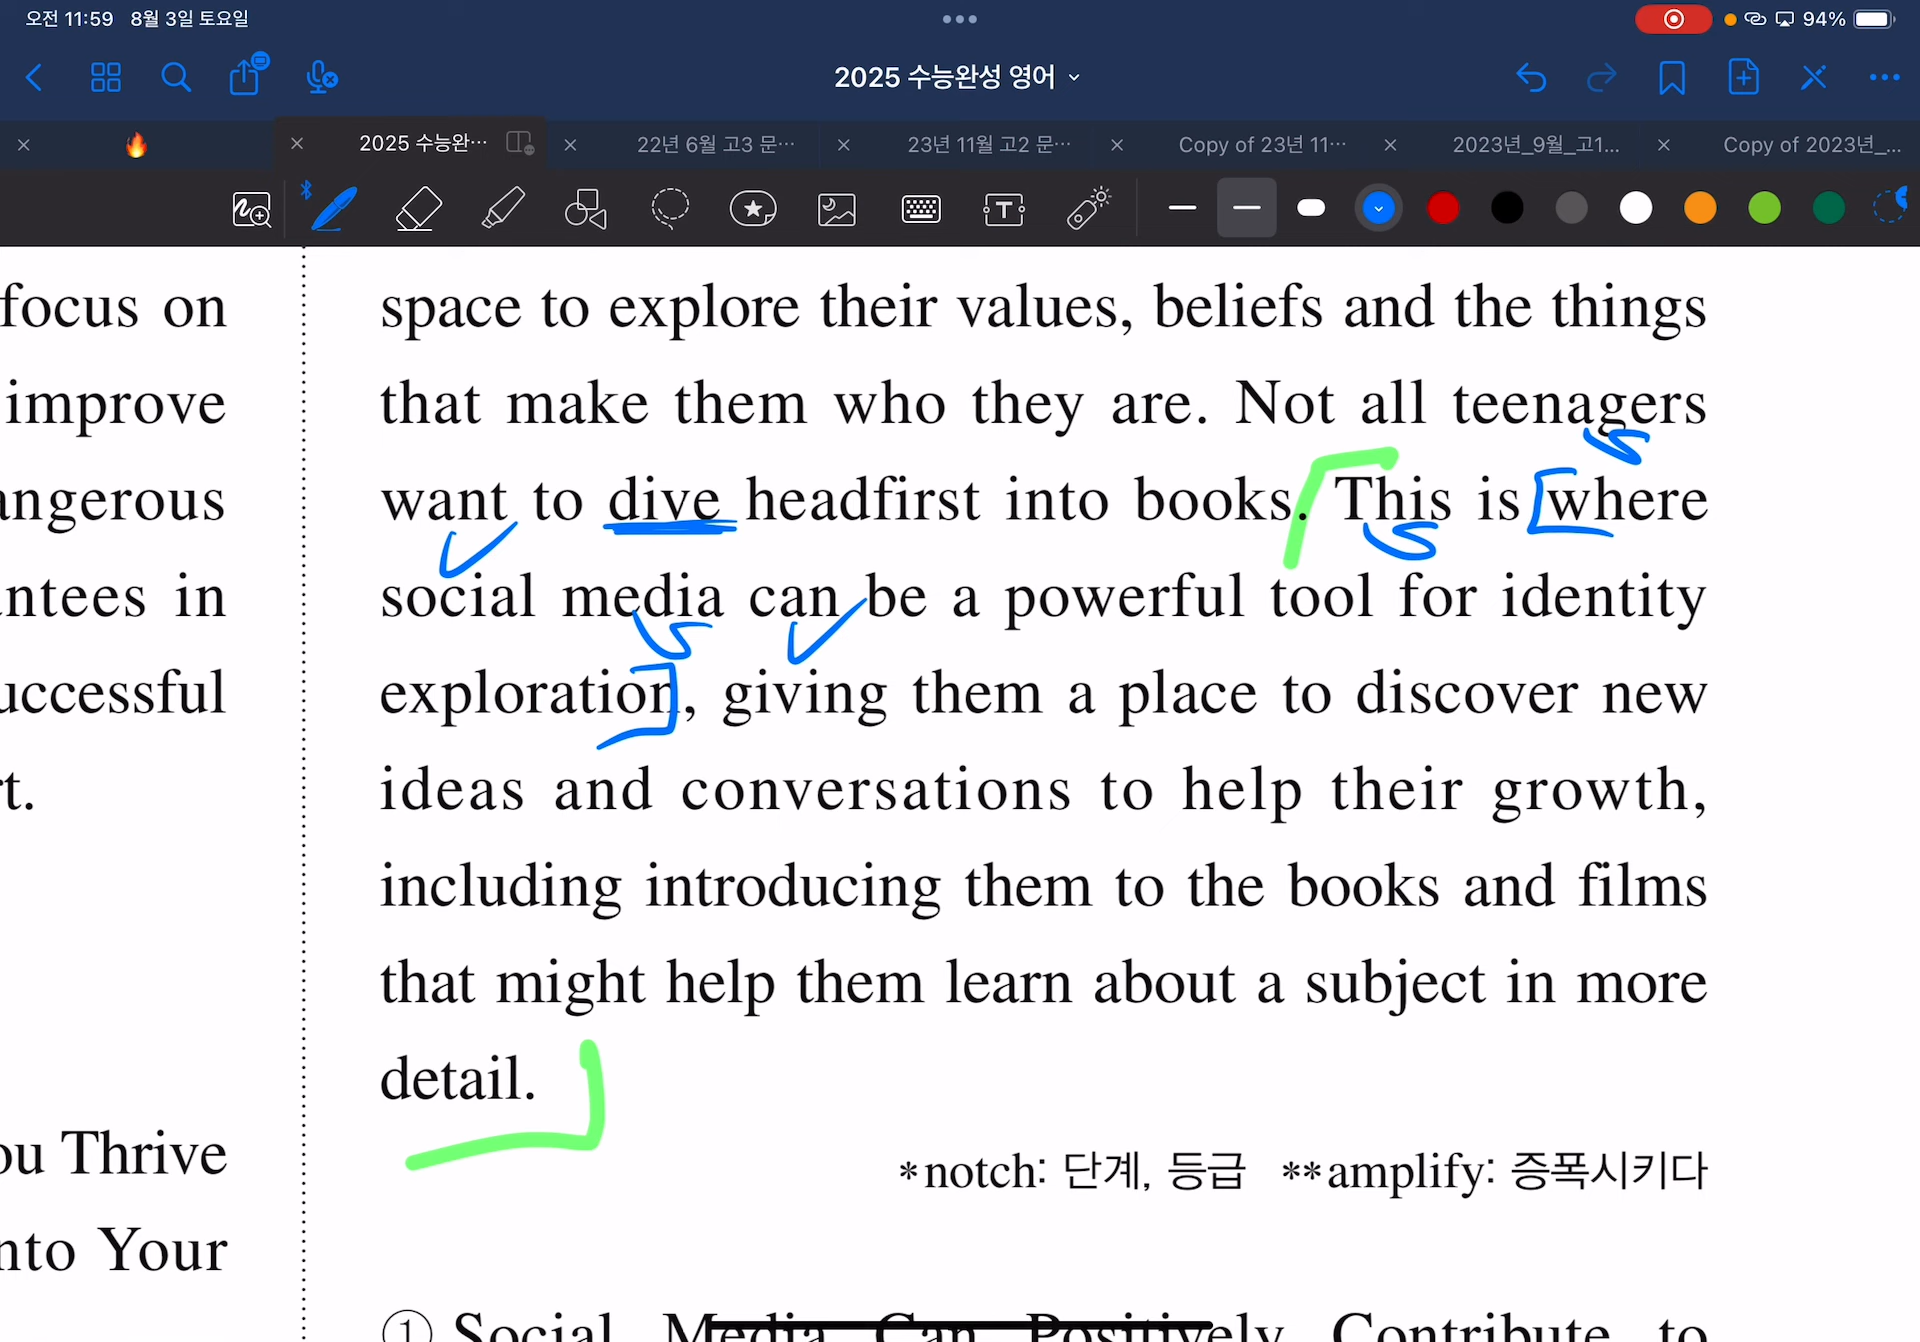 오전 11:59 8월 3일 토요일
94%
2025 수능완성 영어
2025 수능완···
22년 6월 고3 문···
23년 11월 고2 문···
Copy of 23년 11···
2023년_9월_고1...
Copy of 2023년_...
focus on
improve
angerous
antees in
uccessful
rt.
ou Thrive
nto Your
space to explore their values, beliefs and the things
that make them who they are. Not all teenagers
want to dive headfirst into books. This is where
social media can be a powerful tool for identity
exploration, giving them a place to discover new
ideas and conversations to help their growth,
including introducing them to the books and films
that might help them learn about a subject in more
detail.
*notch: 단계, 등급 **amplify: 증폭시키다
① Social Media Can Positively Contribute to